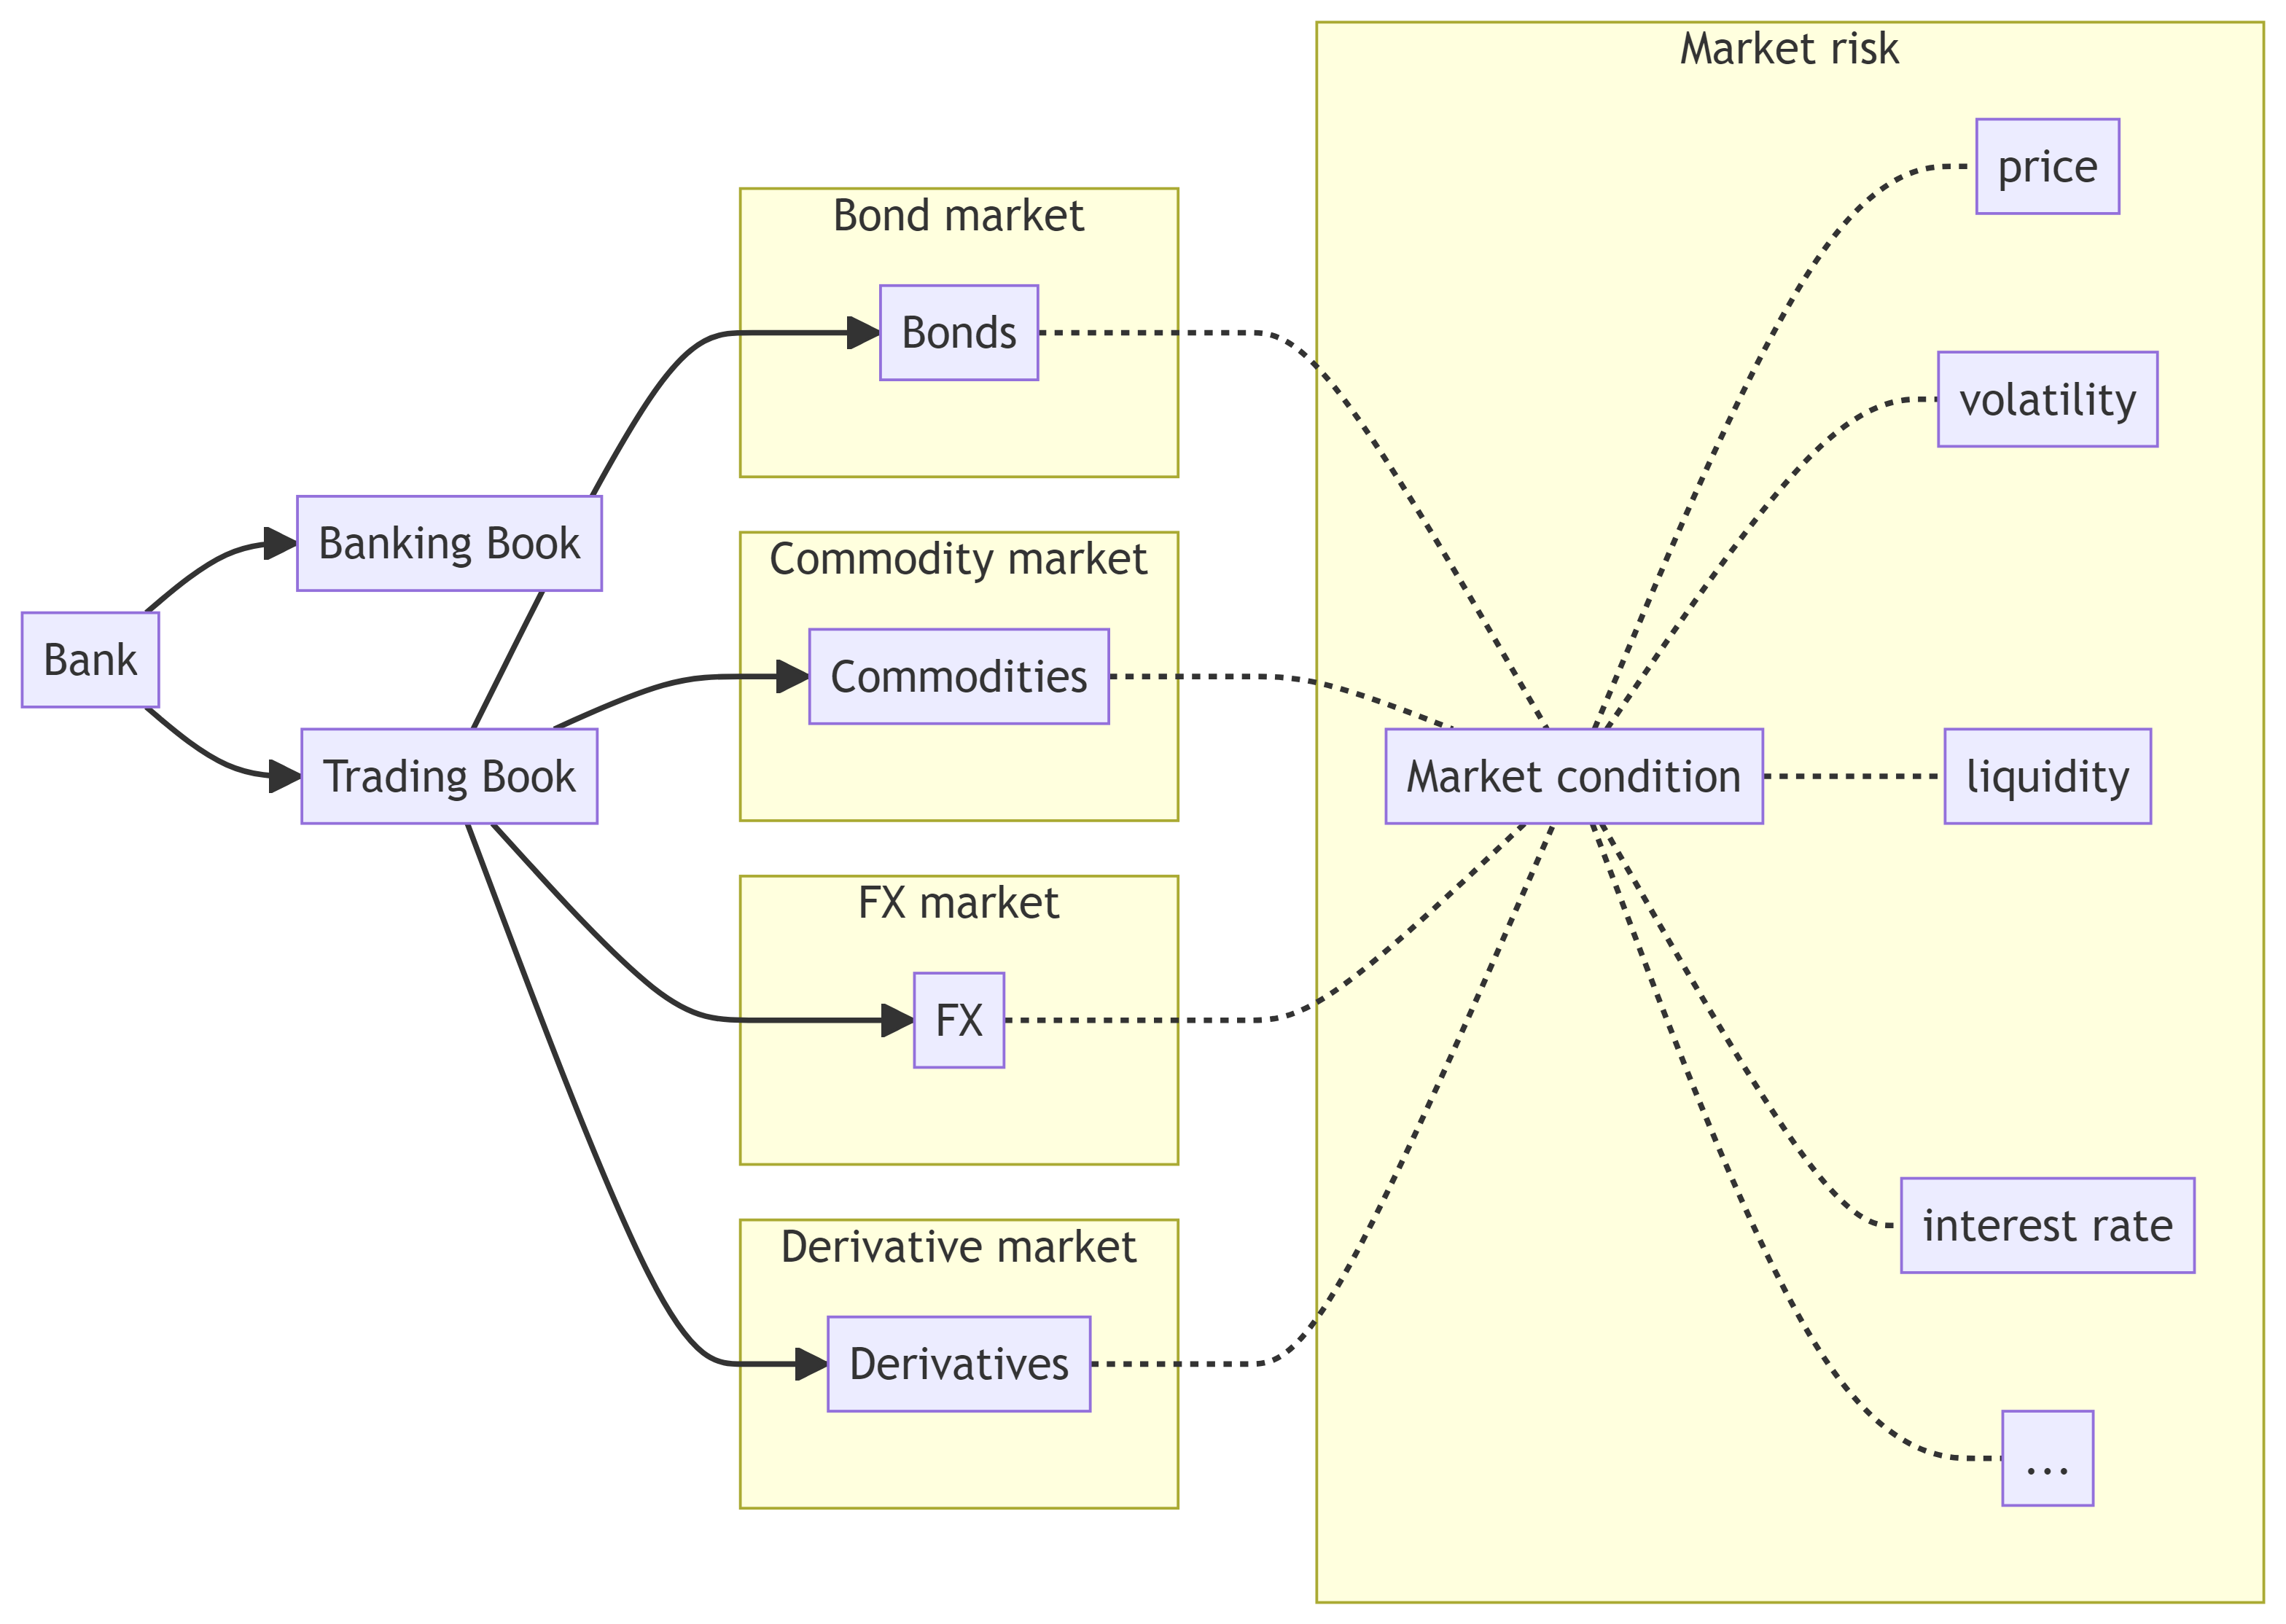 Market risk
price
Bond market
Bonds
volatility
Banking Book
Commodity market
Bank
Commodities
Trading Book
Market condition
liquidity
FX market
FX
interest rate
Derivative market
Derivatives
...